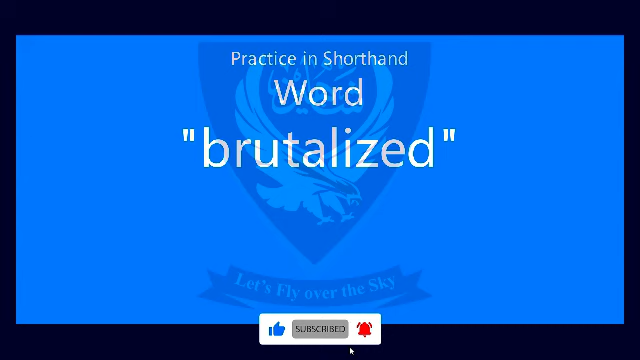 Practice in Shorthand
Word
"brutalized"
Let's Fly over the Sky
SUBSCRIBED